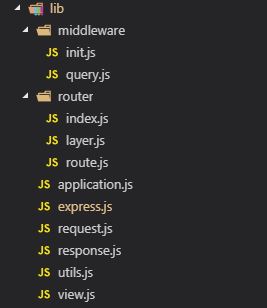 lib
middleware
JS init.js
JS query.js
router
JS index.js
JS layer.js
JS route.js
JS application.js
JS express.js
JS request.js
JS response.js
JS utils.js
JS view.js